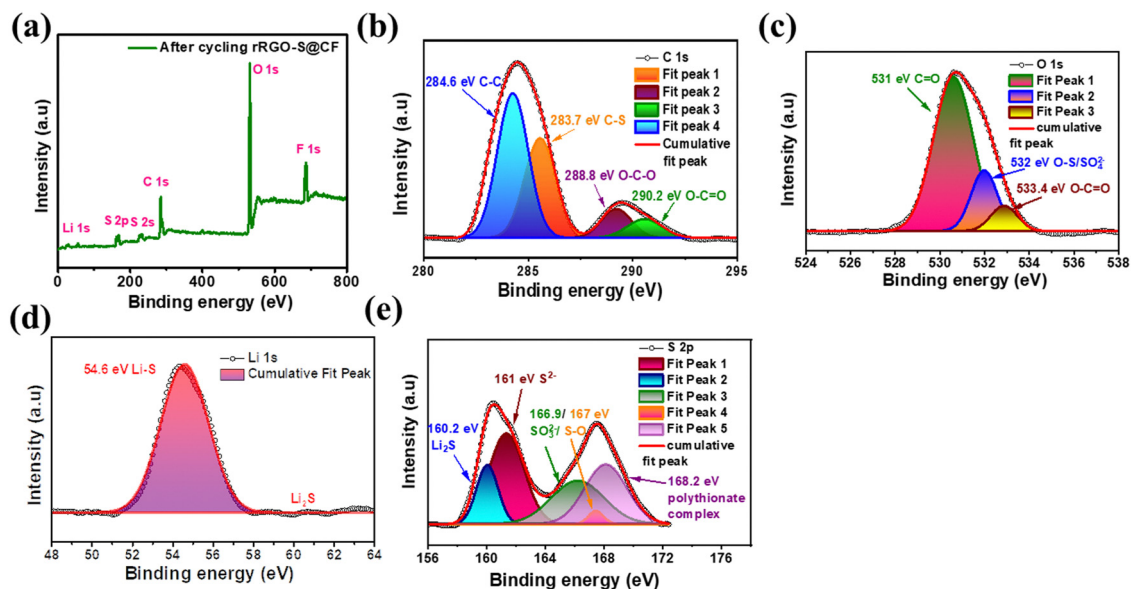 (a)
After cycling rRGO-S@CF
O 1s
F 1s
C 1s
S 2p S 2s
Li 1s
Intensity (a.u)
0 200 400 600 800
Binding energy (eV)
(b)
C 1s
Fit peak 1
Fit peak 2
Fit peak 3
Fit peak 4
Cumulative
fit peak
284.6 eV C-C
283.7 eV C-S
288.8 eV O-C-O
290.2 eV O-C=O
Intensity (a.u)
280 285 290 295
Binding energy (eV)
(c)
O 1s
Fit Peak 1
Fit Peak 2
Fit Peak 3
cumulative
fit peak
531 eV C=O
532 eV O-S/SO₄²⁻
533.4 eV O-C=O
Intensity (a.u)
524 526 528 530 532 534 536 538
Binding energy (eV)
(d)
Li 1s
Cumulative Fit Peak
54.6 eV Li-S
Li₂S
Intensity (a.u)
48 50 52 54 56 58 60 62 64
Binding energy (eV)
(e)
S 2p
Fit Peak 1
Fit Peak 2
Fit Peak 3
Fit Peak 4
Fit Peak 5
cumulative
fit peak
161 eV S²⁻
160.2 eV
Li₂S
166.9/
SO₃²⁻/
167 eV
S-O
168.2 eV
polythionate
complex
Intensity (a.u)
156 160 164 168 172 176
Binding energy (eV)